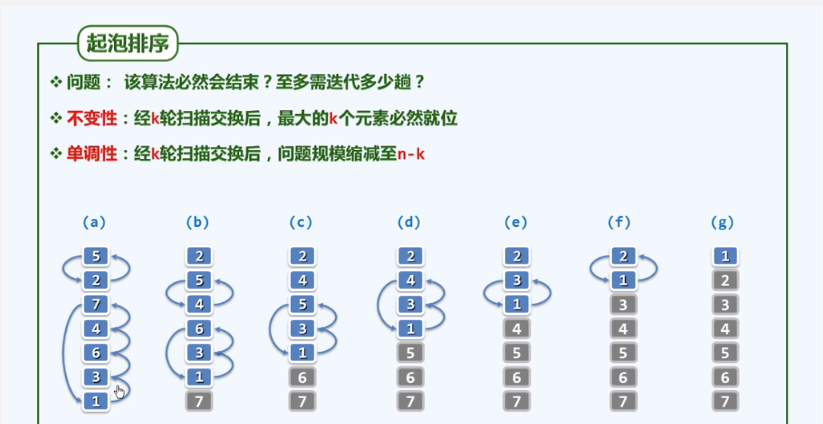 起泡排序
❖ 问题： 该算法必然会结束？至多需迭代多少趟？
❖ 不变性：经k轮扫描交换后，最大的k个元素必然就位
❖ 单调性：经k轮扫描交换后，问题规模缩减至n-k
(a) (b) (c) (d) (e) (f) (g)
5 2 2 2 2 2 1
2 5 4 4 3 1 2
7 4 5 3 1 3 3
4 6 3 1 4 4 4
6 3 1 5 5 5 5
3 1 6 6 6 6 6
1 7 7 7 7 7 7